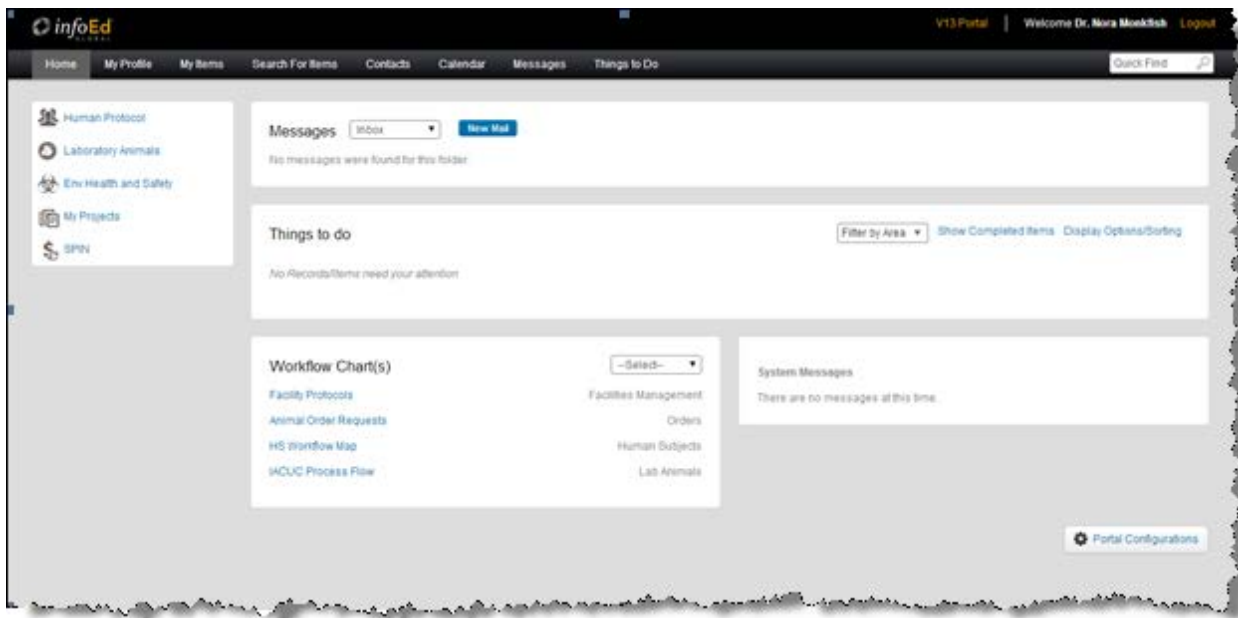 infoEd
GLOBAL
V13 Portal | Welcome Dr. Nora Monkfish Logout
Home My Profile My Items Search For Items Contacts Calendar Messages Things to Do Quick Find
Human Protocol
Laboratory Animals
Env Health and Safety
My Projects
SPIN
Messages Inbox New Mail
No messages were found for this folder
Things to do Filter by Area Show Completed Items Display Options/Sorting
No Records/Items need your attention
Workflow Chart(s) --Select--
Facility Protocols Facilities Management
Animal Order Requests Orders
HS Workflow Map Human Subjects
IACUC Process Flow Lab Animals
System Messages
There are no messages at this time.
Portal Configurations